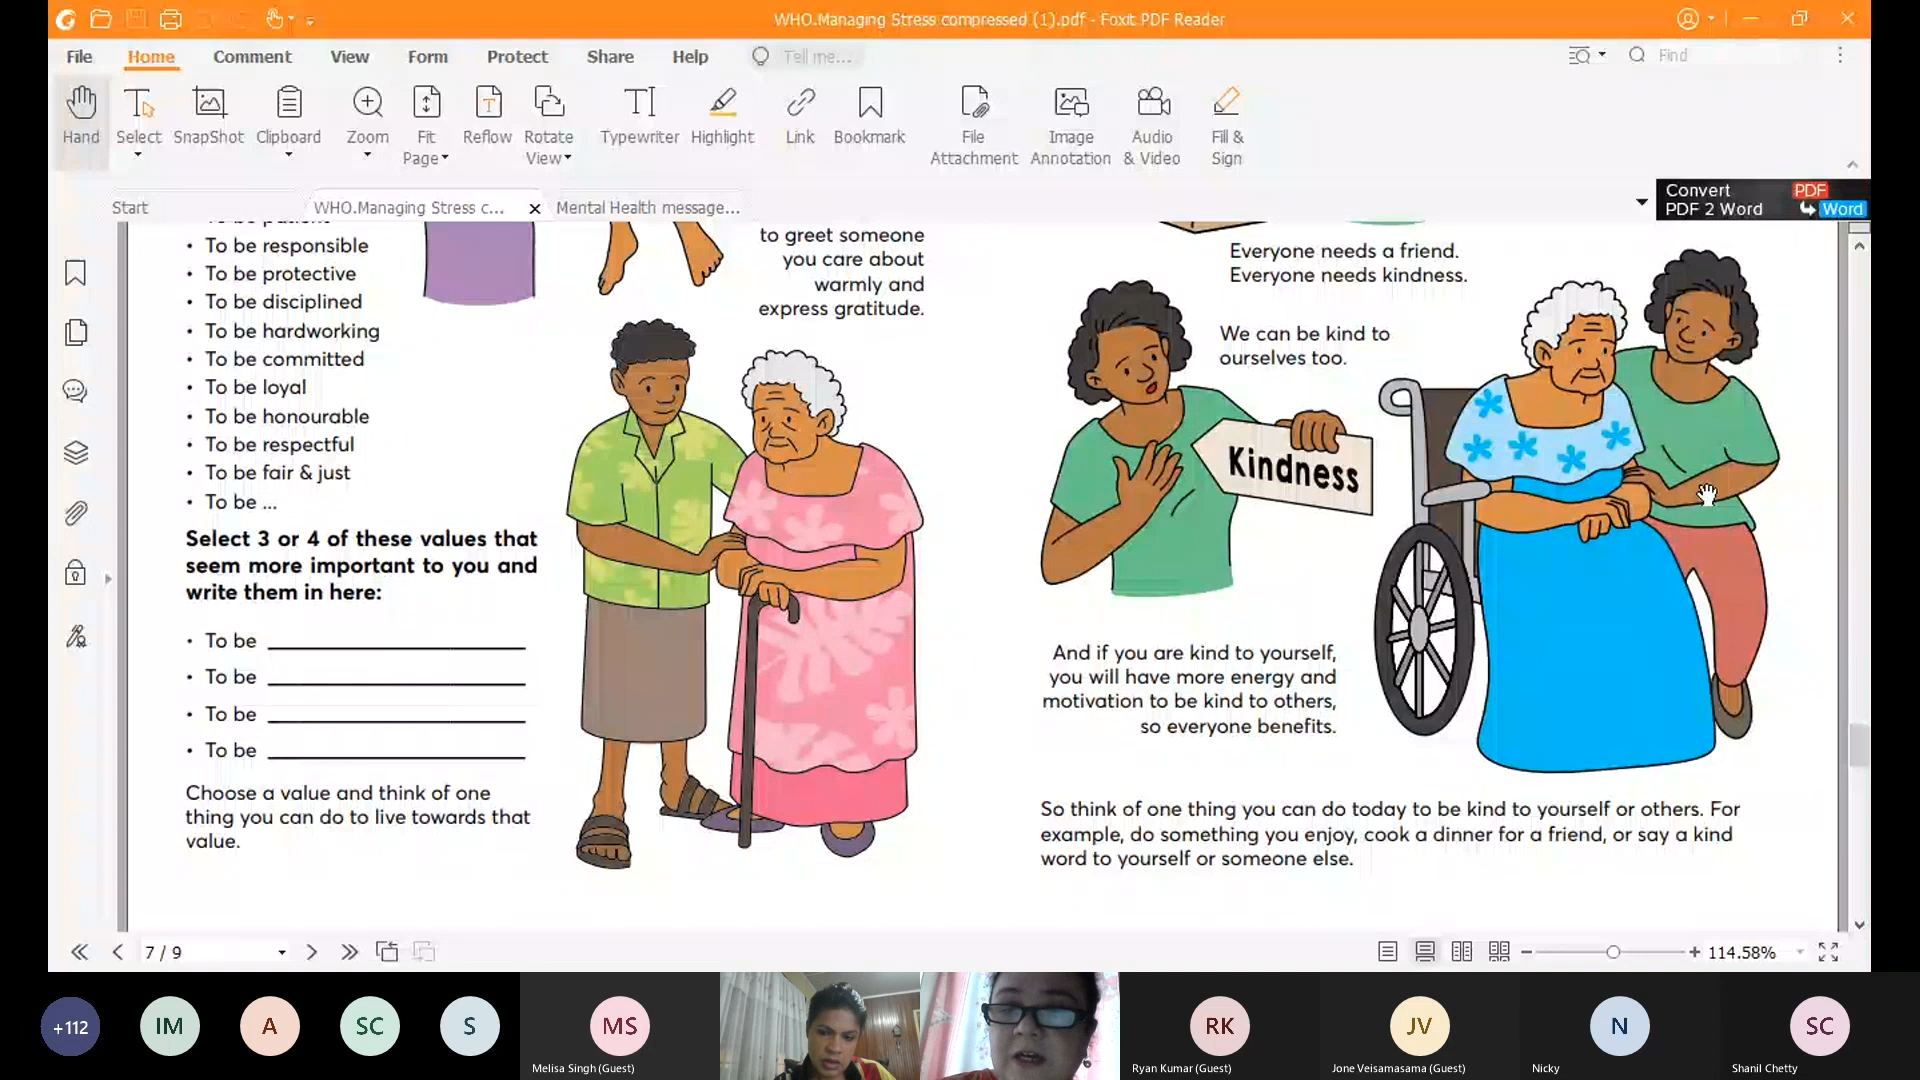 WHO.Managing Stress compressed (1).pdf - Foxit PDF Reader
File Home Comment View Form Protect Share Help Tell me... Find
Hand Select SnapShot Clipboard Zoom Fit Page Reflow Rotate View Typewriter Highlight Link Bookmark File Attachment Image Annotation Audio & Video Fill & Sign
Start WHO.Managing Stress c... Mental Health message...
Convert PDF
PDF 2 Word Word
• To be responsible
• To be protective
• To be disciplined
• To be hardworking
• To be committed
• To be loyal
• To be honourable
• To be respectful
• To be fair & just
• To be ...
Select 3 or 4 of these values that
seem more important to you and
write them in here:
• To be
• To be
• To be
• To be
Choose a value and think of one
thing you can do to live towards that
value.
to greet someone
you care about
warmly and
express gratitude.
Everyone needs a friend.
Everyone needs kindness.
We can be kind to
ourselves too.
Kindness
And if you are kind to yourself,
you will have more energy and
motivation to be kind to others,
so everyone benefits.
So think of one thing you can do today to be kind to yourself or others. For
example, do something you enjoy, cook a dinner for a friend, or say a kind
word to yourself or someone else.
7 / 9
114.58%
+112 IM A SC S MS RK JV N SC
Melisa Singh (Guest) Ryan Kumar (Guest) Jone Veisamasama (Guest) Nicky Shanil Chetty